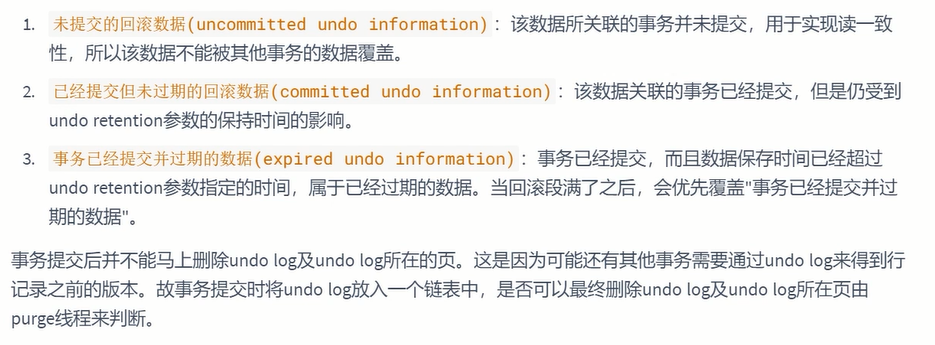 1. 未提交的回滚数据(uncommitted undo information)：该数据所关联的事务并未提交，用于实现读一致
性，所以该数据不能被其他事务的数据覆盖。
2. 已经提交但未过期的回滚数据(committed undo information)：该数据关联的事务已经提交，但是仍受到
undo retention参数的保持时间的影响。
3. 事务已经提交并过期的数据(expired undo information)：事务已经提交，而且数据保存时间已经超过
undo retention参数指定的时间，属于已经过期的数据。当回滚段满了之后，会优先覆盖"事务已经提交并过
期的数据"。
事务提交后并不能马上删除undo log及undo log所在的页。这是因为可能还有其他事务需要通过undo log来得到行
记录之前的版本。故事务提交时将undo log放入一个链表中，是否可以最终删除undo log及undo log所在页由
purge线程来判断。